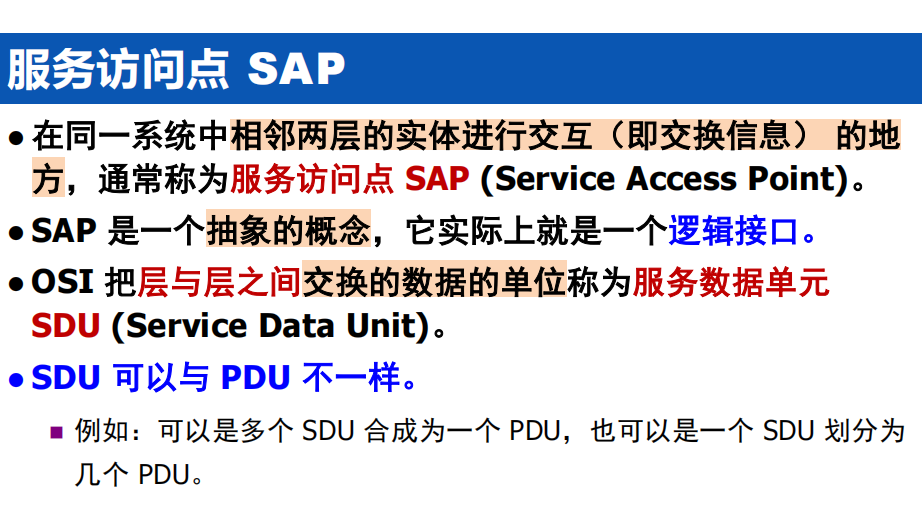 服务访问点 SAP
● 在同一系统中相邻两层的实体进行交互（即交换信息） 的地
方，通常称为服务访问点 SAP (Service Access Point)。
● SAP 是一个抽象的概念，它实际上就是一个逻辑接口。
● OSI 把层与层之间交换的数据的单位称为服务数据单元
SDU (Service Data Unit)。
● SDU 可以与 PDU 不一样。
■ 例如：可以是多个 SDU 合成为一个 PDU，也可以是一个 SDU 划分为
几个 PDU。